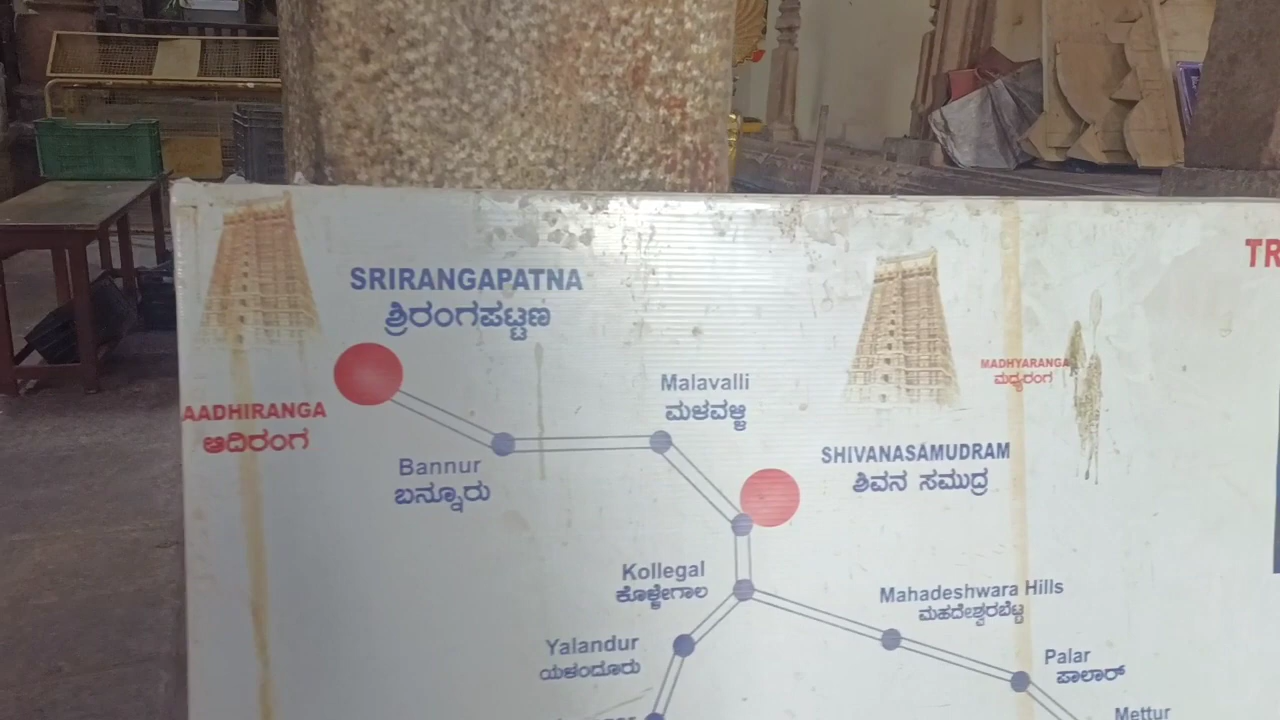 SRIRANGAPATNA
ಶ್ರೀರಂಗಪಟ್ಟಣ
AADHIRANGA
ಆದಿರಂಗ
Bannur
ಬನ್ನೂರು
Malavalli
ಮಳವಳ್ಳಿ
MADHYARANGA
ಮಧ್ಯರಂಗ
SHIVANASAMUDRAM
ಶಿವನ ಸಮುದ್ರ
Kollegal
ಕೊಳ್ಳೇಗಾಲ
Mahadeshwara Hills
ಮಹದೇಶ್ವರಬೆಟ್ಟ
Yalandur
ಯಳಂದೂರು
Palar
ಪಾಲಾರ್
Mettur